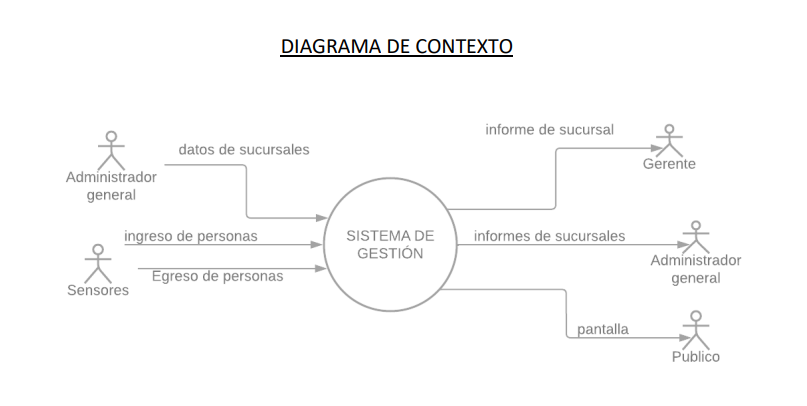 DIAGRAMA DE CONTEXTO
informe de sucursal
datos de sucursales
Gerente
Administrador
general
ingreso de personas
SISTEMA DE
GESTIÓN
informes de sucursales
Administrador
general
Egreso de personas
Sensores
pantalla
Publico